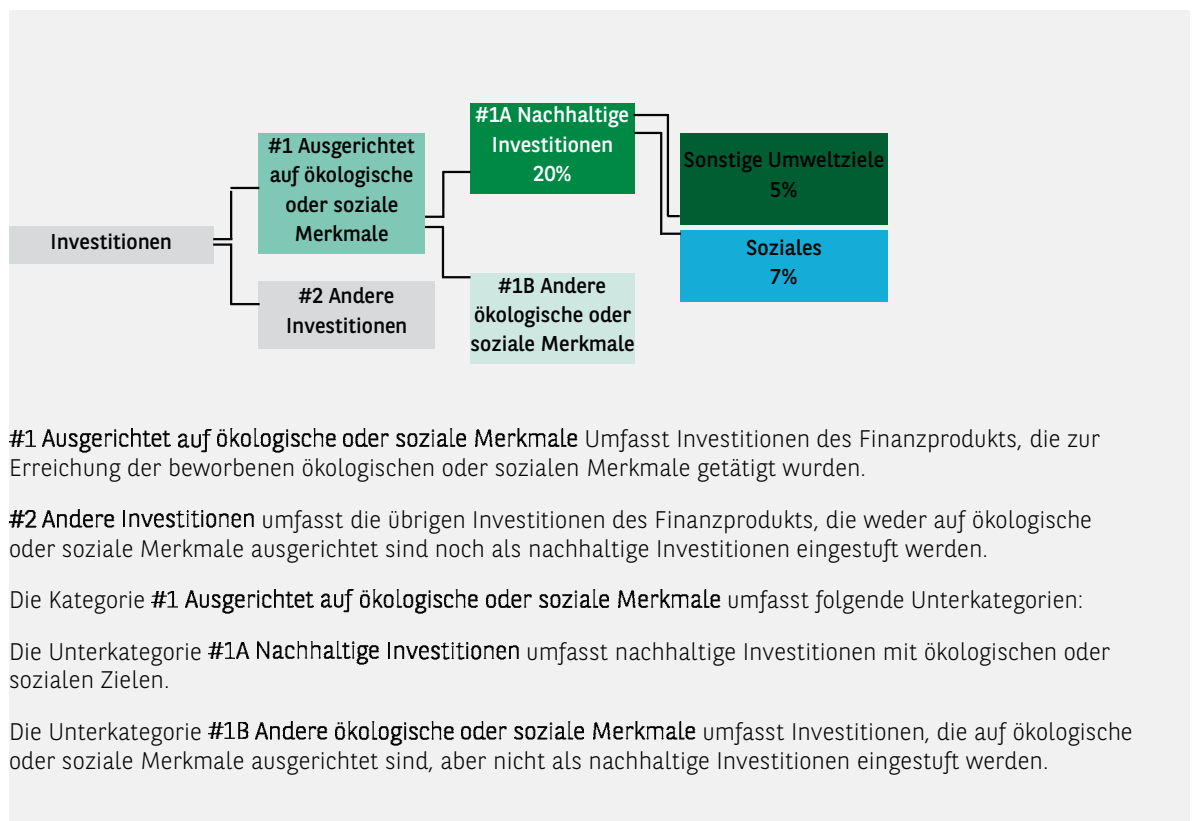 #1A Nachhaltige
Investitionen
20%
#1 Ausgerichtet
auf ökologische
oder soziale
Merkmale
Sonstige Umweltziele
5%
Investitionen
Soziales
7%
#2 Andere
Investitionen
#1B Andere
ökologische oder
soziale Merkmale
#1 Ausgerichtet auf ökologische oder soziale Merkmale Umfasst Investitionen des Finanzprodukts, die zur
Erreichung der beworbenen ökologischen oder sozialen Merkmale getätigt wurden.
#2 Andere Investitionen umfasst die übrigen Investitionen des Finanzprodukts, die weder auf ökologische
oder soziale Merkmale ausgerichtet sind noch als nachhaltige Investitionen eingestuft werden.
Die Kategorie #1 Ausgerichtet auf ökologische oder soziale Merkmale umfasst folgende Unterkategorien:
Die Unterkategorie #1A Nachhaltige Investitionen umfasst nachhaltige Investitionen mit ökologischen oder
sozialen Zielen.
Die Unterkategorie #1B Andere ökologische oder soziale Merkmale umfasst Investitionen, die auf ökologische
oder soziale Merkmale ausgerichtet sind, aber nicht als nachhaltige Investitionen eingestuft werden.